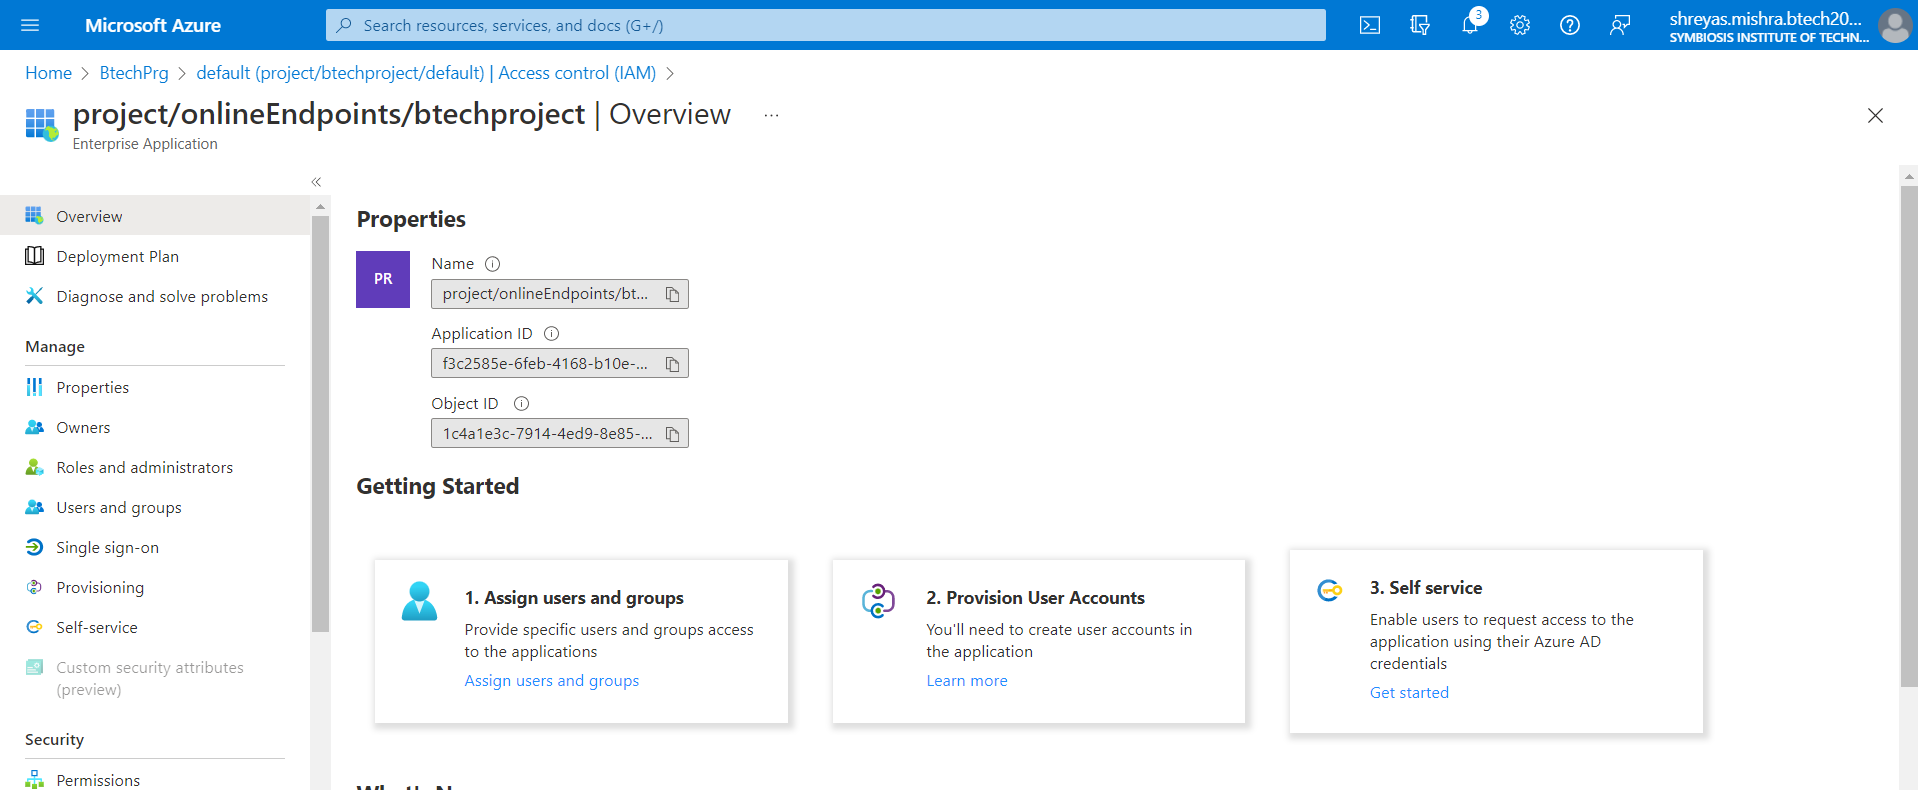 Microsoft Azure
Search resources, services, and docs (G+/)
3
shreyas.mishra.btech20...
SYMBIOSIS INSTITUTE OF TECHN...
Home > BtechPrg > default (project/btechproject/default) | Access control (IAM) >
project/onlineEndpoints/btechproject | Overview ...
Enterprise Application
Overview
Deployment Plan
Diagnose and solve problems
Manage
Properties
Owners
Roles and administrators
Users and groups
Single sign-on
Provisioning
Self-service
Custom security attributes
(preview)
Security
Permissions
Properties
PR
Name
project/onlineEndpoints/bt...
Application ID
f3c2585e-6feb-4168-b10e-...
Object ID
1c4a1e3c-7914-4ed9-8e85-...
Getting Started
1. Assign users and groups
Provide specific users and groups access
to the applications
Assign users and groups
2. Provision User Accounts
You'll need to create user accounts in
the application
Learn more
3. Self service
Enable users to request access to the
application using their Azure AD
credentials
Get started